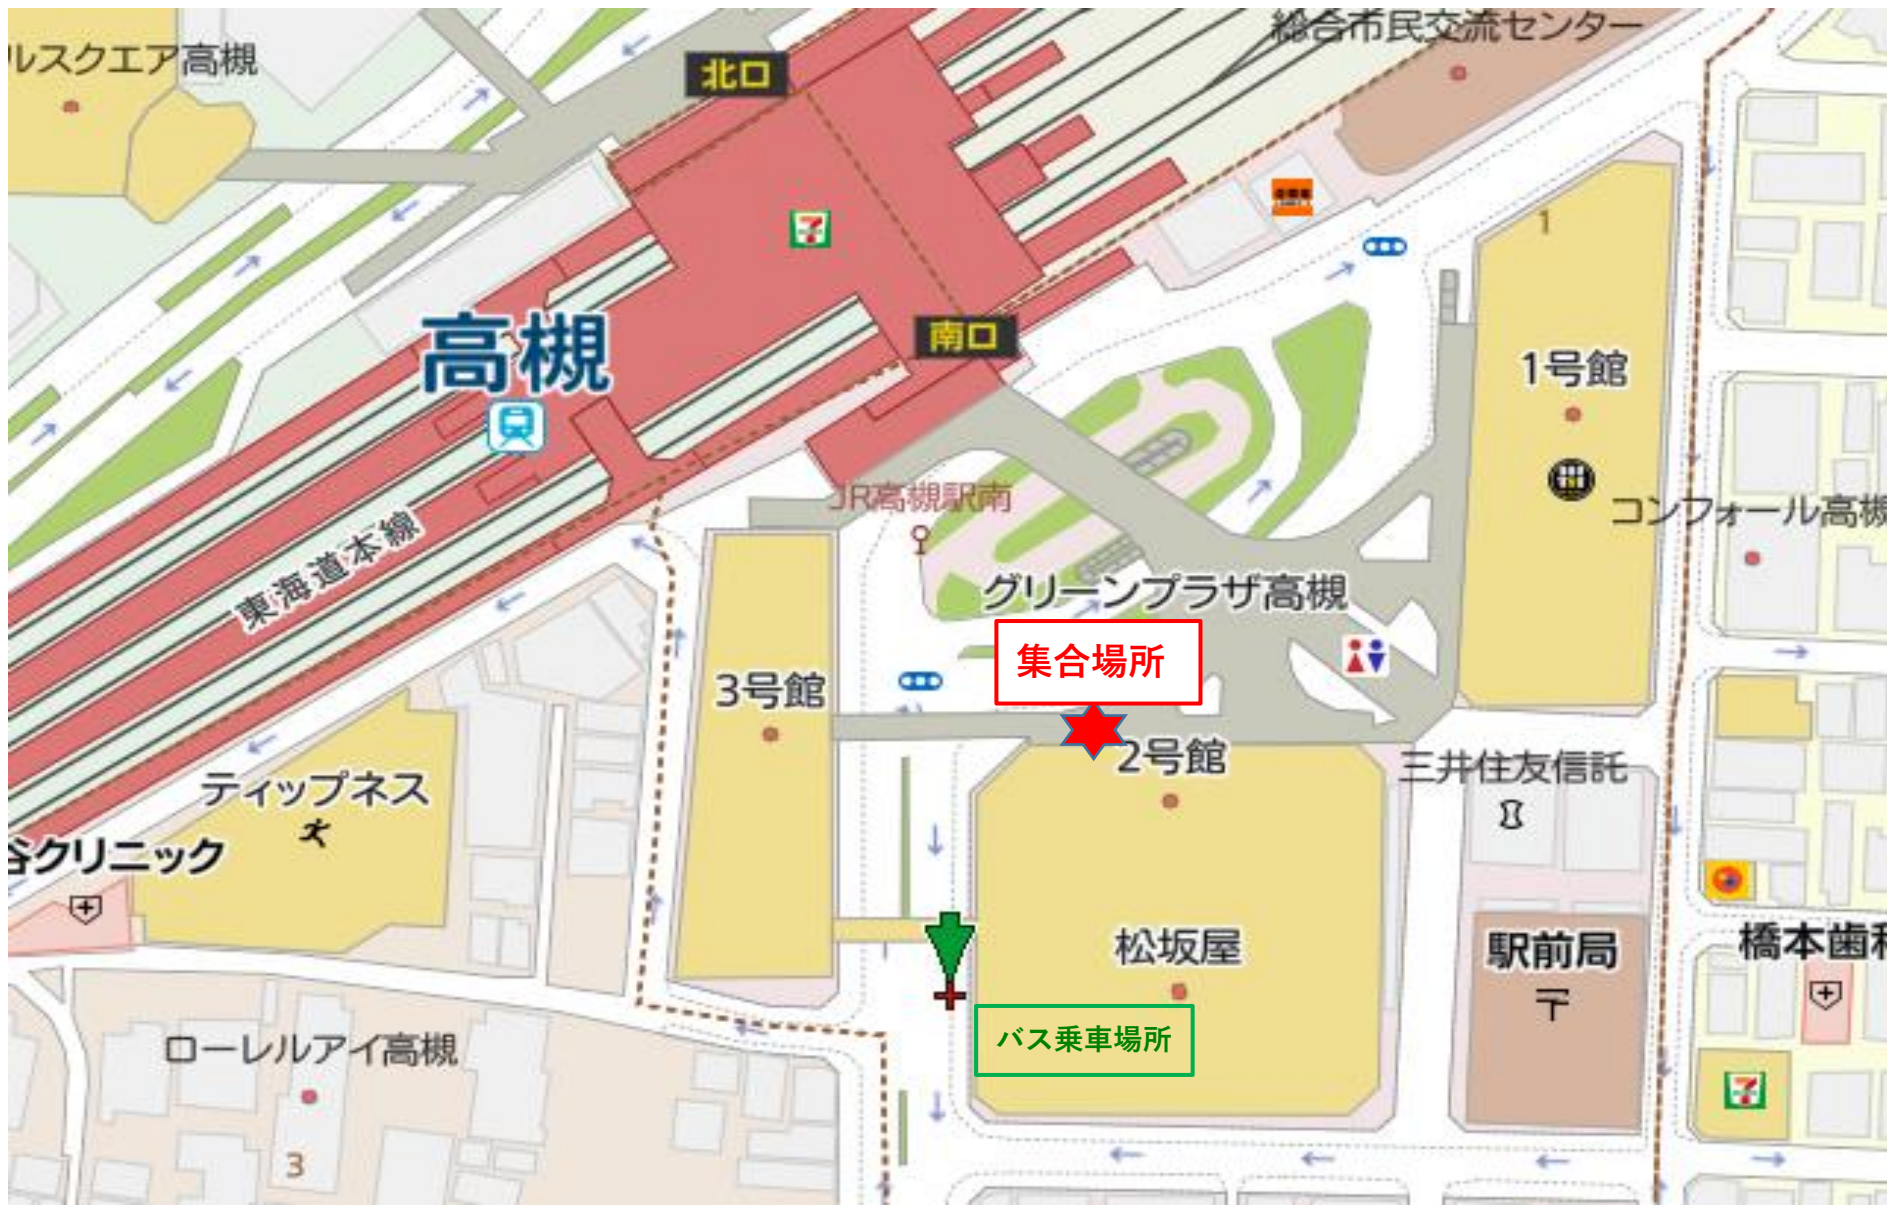 ルスクエア高槻
総合市民交流センター
北口
7
1
南口
高槻
1号館
JR高槻駅南
コンフォール高槻
東海道本線
グリーンプラザ高槻
集合場所
3号館
2号館
三井住友信託
ティップネス
谷クリニック
松坂屋
駅前局
橋本歯科
バス乗車場所
ローレルアイ高槻
7
3